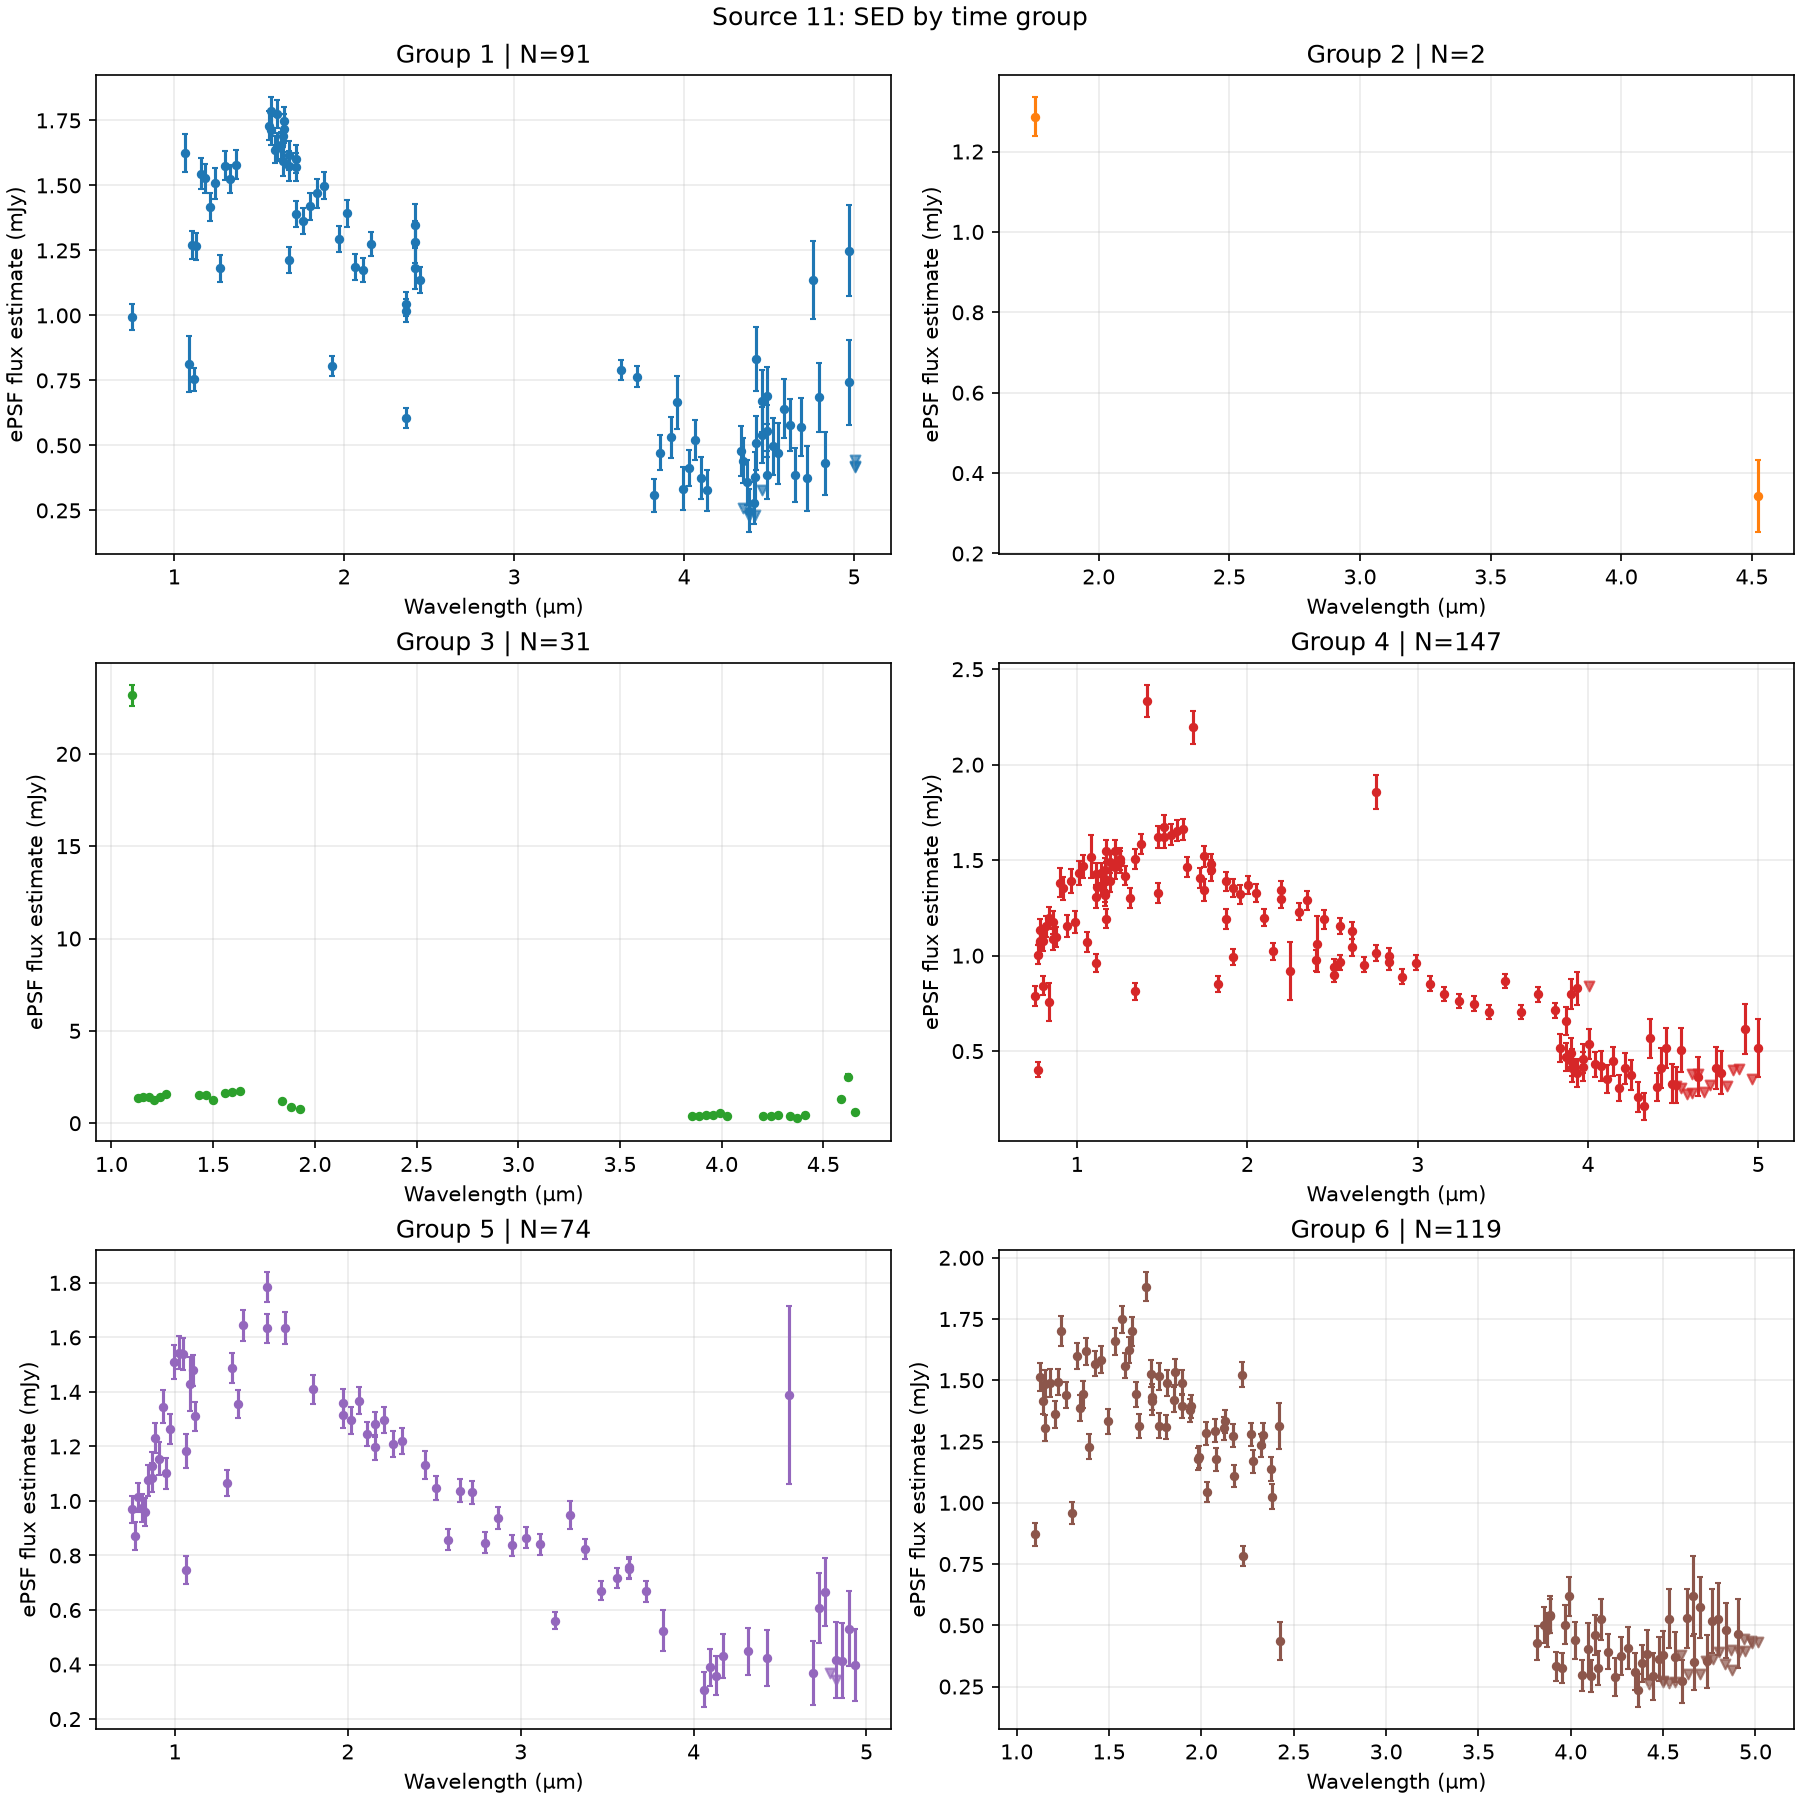 Source 11: SED by time group
Group 1 | N=91
ePSF flux estimate (mJy)
1.75
1.50
1.25
1.00
0.75
0.50
0.25
1 2 3 4 5
Wavelength (μm)
Group 2 | N=2
ePSF flux estimate (mJy)
1.2
1.0
0.8
0.6
0.4
0.2
2.0 2.5 3.0 3.5 4.0 4.5
Wavelength (μm)
Group 3 | N=31
ePSF flux estimate (mJy)
20
15
10
5
0
1.0 1.5 2.0 2.5 3.0 3.5 4.0 4.5
Wavelength (μm)
Group 4 | N=147
ePSF flux estimate (mJy)
2.5
2.0
1.5
1.0
0.5
1 2 3 4 5
Wavelength (μm)
Group 5 | N=74
ePSF flux estimate (mJy)
1.8
1.6
1.4
1.2
1.0
0.8
0.6
0.4
0.2
1 2 3 4 5
Wavelength (μm)
Group 6 | N=119
ePSF flux estimate (mJy)
2.00
1.75
1.50
1.25
1.00
0.75
0.50
0.25
1.0 1.5 2.0 2.5 3.0 3.5 4.0 4.5 5.0
Wavelength (μm)